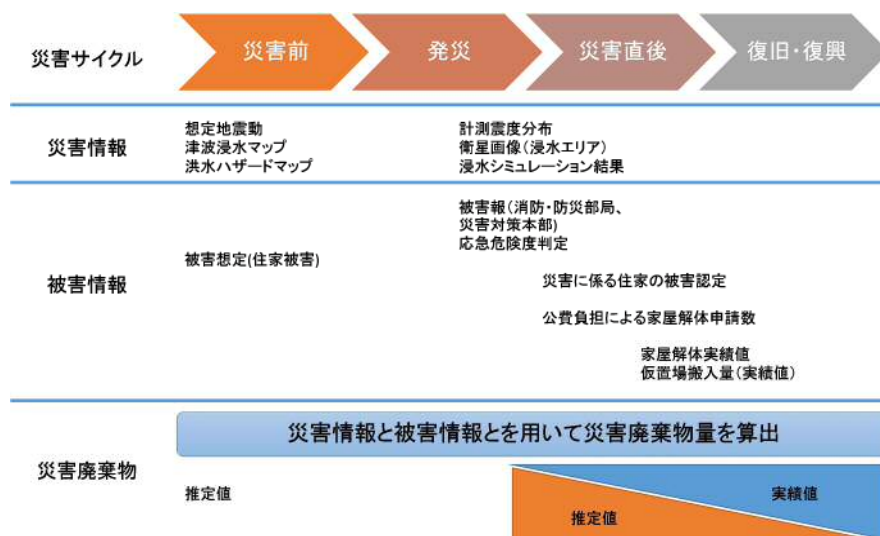 災害サイクル
災害前
発災
災害直後
復旧・復興
災害情報
想定地震動
津波浸水マップ
洪水ハザードマップ
計測震度分布
衛星画像(浸水エリア)
浸水シミュレーション結果
被害情報
被害想定(住家被害)
被害報(消防・防災部局、
災害対策本部)
応急危険度判定
災害に係る住家の被害認定
公費負担による家屋解体申請数
家屋解体実績値
仮置場搬入量(実績値)
災害廃棄物
災害情報と被害情報とを用いて災害廃棄物量を算出
推定値
実績値
推定値